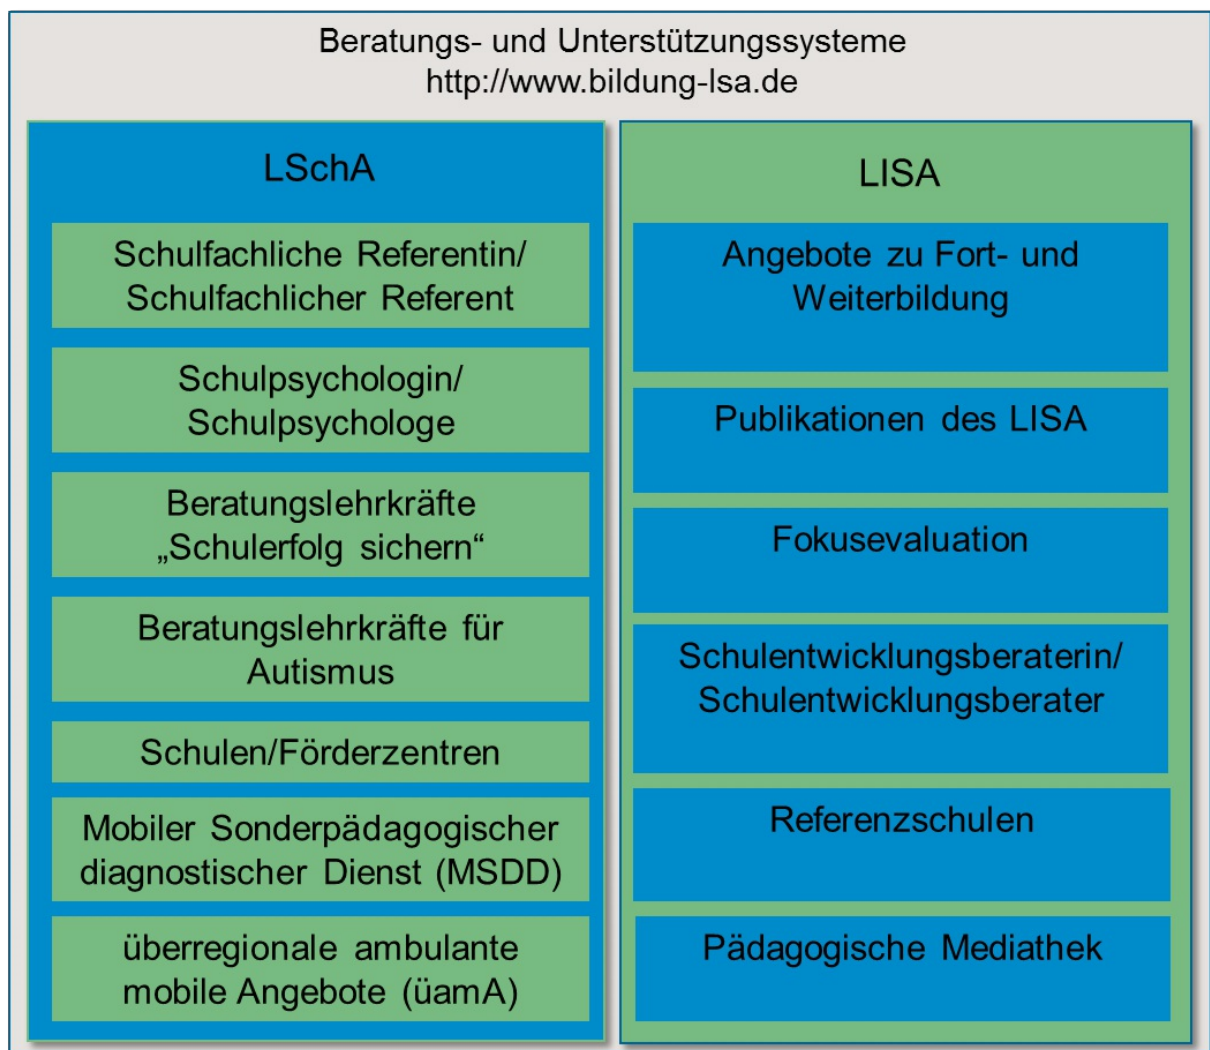 Beratungs- und Unterstützungssysteme
http://www.bildung-lsa.de
LSchA
Schulfachliche Referentin/
Schulfachlicher Referent
Schulpsychologin/
Schulpsychologe
Beratungslehrkräfte
„Schulerfolg sichern“
Beratungslehrkräfte für
Autismus
Schulen/Förderzentren
Mobiler Sonderpädagogischer
diagnostischer Dienst (MSDD)
überregionale ambulante
mobile Angebote (üamA)
LISA
Angebote zu Fort- und
Weiterbildung
Publikationen des LISA
Fokusevaluation
Schulentwicklungsberaterin/
Schulentwicklungsberater
Referenzschulen
Pädagogische Mediathek